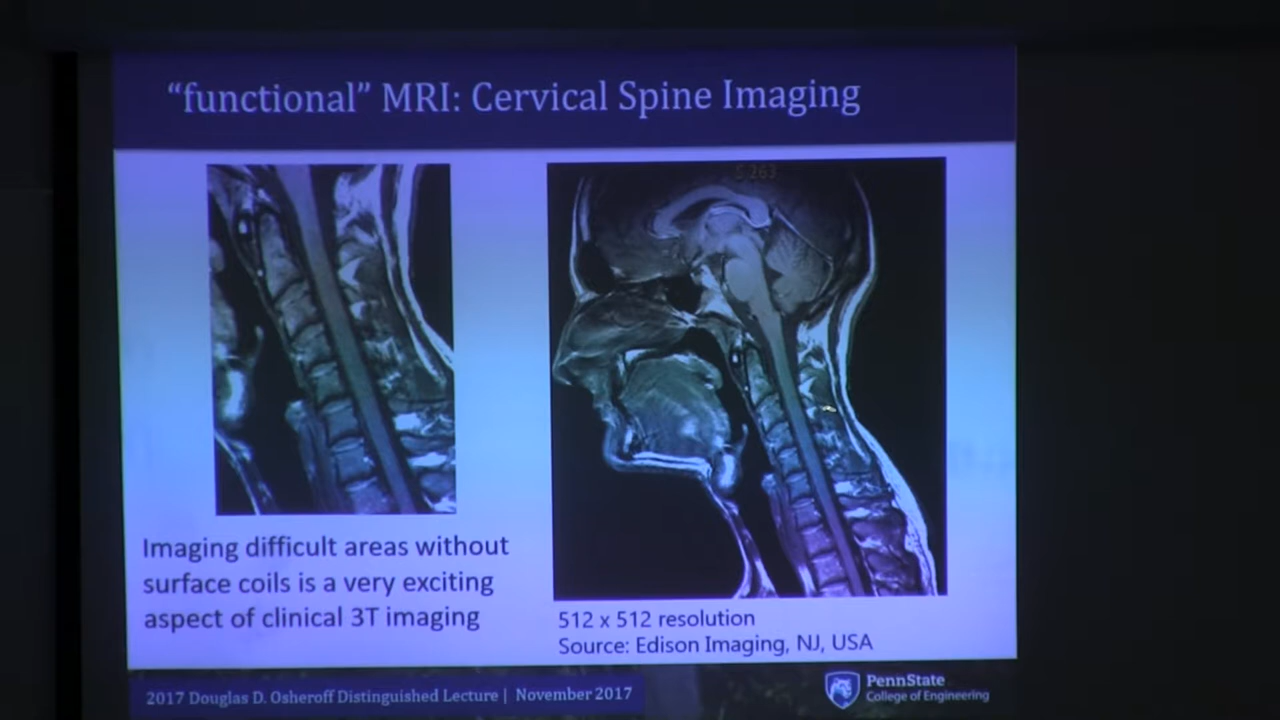 “functional” MRI: Cervical Spine Imaging
S 263
Imaging difficult areas without
surface coils is a very exciting
aspect of clinical 3T imaging
512 x 512 resolution
Source: Edison Imaging, NJ, USA
2017 Douglas D. Osheroff Distinguished Lecture | November 2017
PennState
College of Engineering